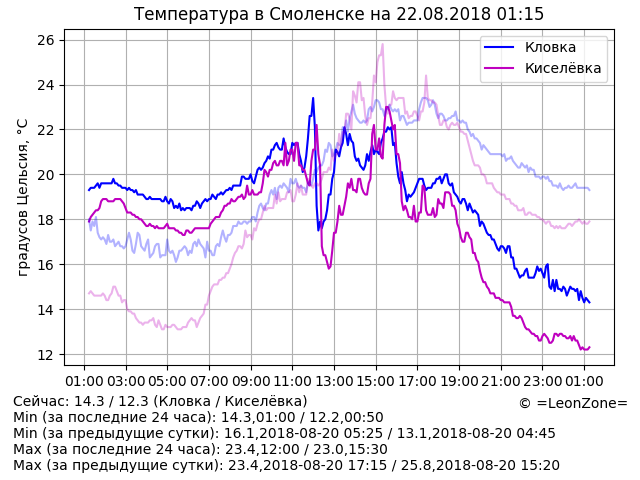 Температура в Смоленске на 22.08.2018 01:15
градусов Цельсия, °C
26
24
22
20
18
16
14
12
Кловка
Киселёвка
01:00 03:00 05:00 07:00 09:00 11:00 13:00 15:00 17:00 19:00 21:00 23:00 01:00
Сейчас: 14.3 / 12.3 (Кловка / Киселёвка)
© =LeonZone=
Min (за последние 24 часа): 14.3,01:00 / 12.2,00:50
Min (за предыдущие сутки): 16.1,2018-08-20 05:25 / 13.1,2018-08-20 04:45
Max (за последние 24 часа): 23.4,12:00 / 23.0,15:30
Max (за предыдущие сутки): 23.4,2018-08-20 17:15 / 25.8,2018-08-20 15:20